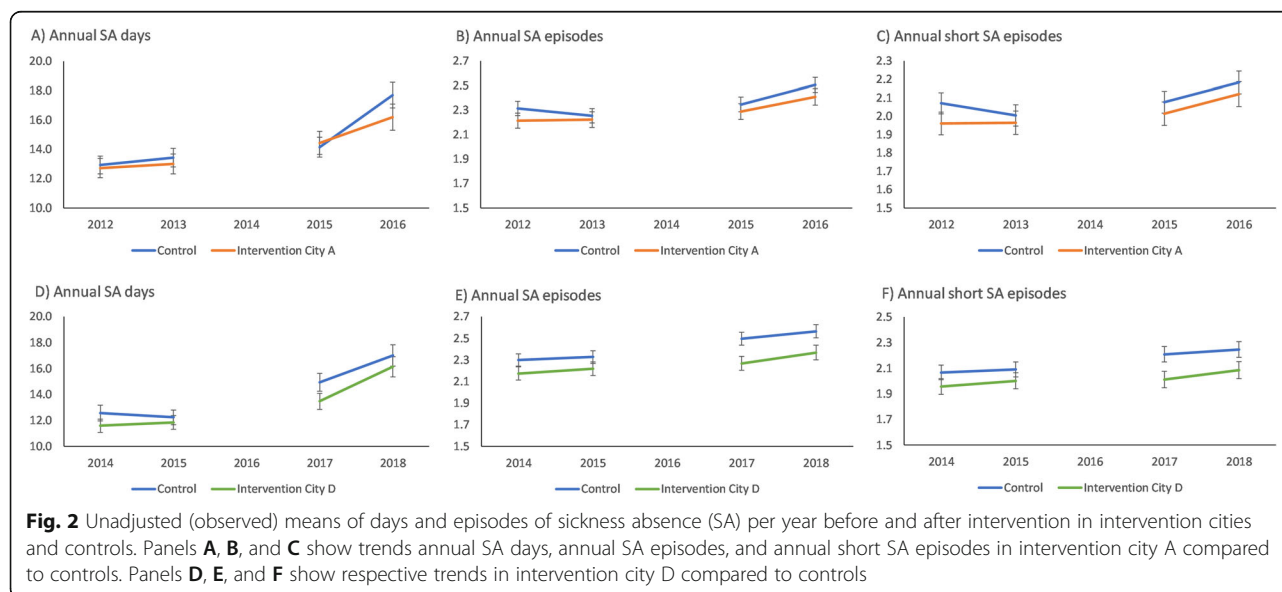 A) Annual SA days
20.0
18.0
16.0
14.0
12.0
10.0
2012 2013 2014 2015 2016
Control Intervention City A
B) Annual SA episodes
2.7
2.5
2.3
2.1
1.9
1.7
1.5
2012 2013 2014 2015 2016
Control Intervention City A
C) Annual short SA episodes
2.3
2.2
2.1
2.0
1.9
1.8
1.7
1.6
1.5
2012 2013 2014 2015 2016
Control Intervention City A
D) Annual SA days
20.0
18.0
16.0
14.0
12.0
10.0
2014 2015 2016 2017 2018
Control Intervention City D
E) Annual SA episodes
2.7
2.5
2.3
2.1
1.9
1.7
1.5
2014 2015 2016 2017 2018
Control Intervention City D
F) Annual short SA episodes
2.5
2.3
2.1
1.9
1.7
1.5
2014 2015 2016 2017 2018
Control Intervention City D
Fig. 2 Unadjusted (observed) means of days and episodes of sickness absence (SA) per year before and after intervention in intervention cities
and controls. Panels A, B, and C show trends annual SA days, annual SA episodes, and annual short SA episodes in intervention city A compared
to controls. Panels D, E, and F show respective trends in intervention city D compared to controls